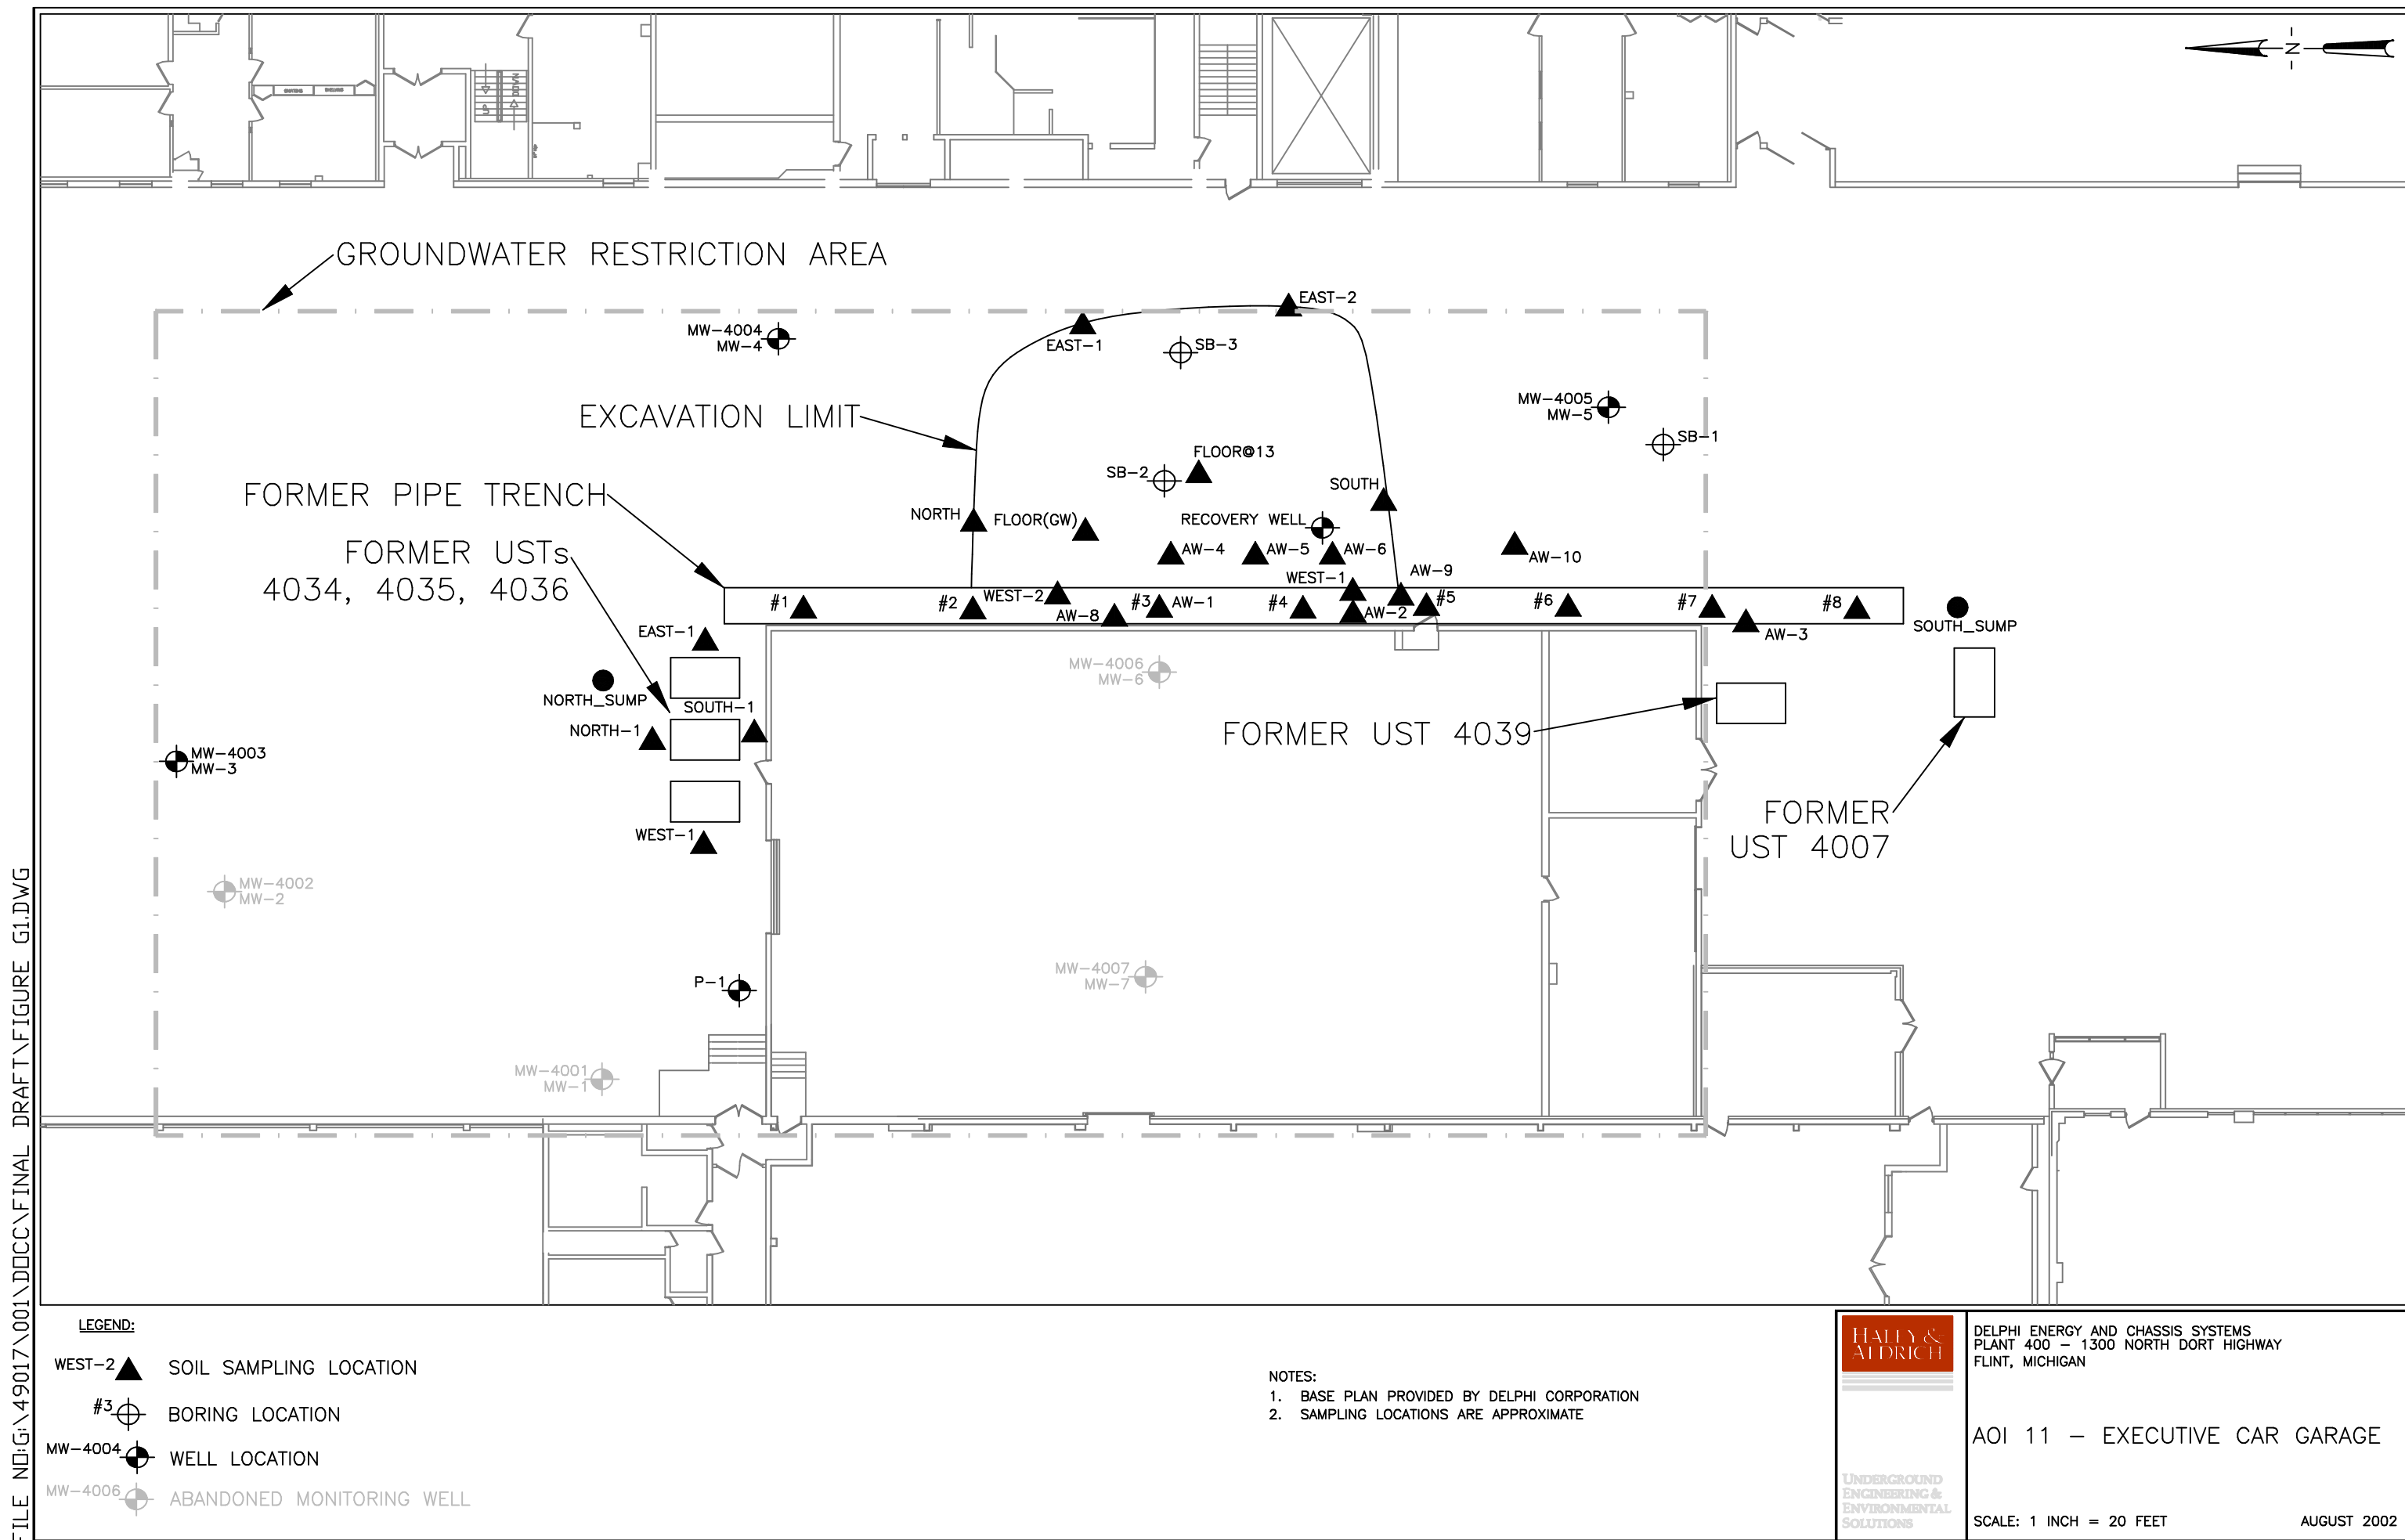 UP
DOWN
N
GROUNDWATER RESTRICTION AREA
EAST-2
MW-4004
MW-4
EAST-1
SB-3
MW-4005
MW-5
EXCAVATION LIMIT
SB-1
FLOOR@13
SB-2
SOUTH
FORMER PIPE TRENCH
NORTH
FLOOR(GW)
RECOVERY WELL
FORMER USTs
4034, 4035, 4036
AW-4
AW-5
AW-6
AW-10
WEST-1
AW-9
#1
#2
WEST-2
AW-8
#3
AW-1
#4
AW-2
#5
#6
#7
AW-3
#8
SOUTH_SUMP
EAST-1
MW-4006
MW-6
NORTH_SUMP
SOUTH-1
NORTH-1
FORMER UST 4039
MW-4003
MW-3
FORMER
UST 4007
WEST-1
MW-4002
MW-2
MW-4007
MW-7
P-1
MW-4001
MW-1
FILE NO:G:\49017\001\DOCC\FINAL DRAFT\FIGURE G1.DWG
LEGEND:
WEST-2 SOIL SAMPLING LOCATION
#3 BORING LOCATION
MW-4004 WELL LOCATION
MW-4006 ABANDONED MONITORING WELL
NOTES:
1. BASE PLAN PROVIDED BY DELPHI CORPORATION
2. SAMPLING LOCATIONS ARE APPROXIMATE
HALEY &
ALDRICH
UNDERGROUND
ENGINEERING &
ENVIRONMENTAL
SOLUTIONS
DELPHI ENERGY AND CHASSIS SYSTEMS
PLANT 400 - 1300 NORTH DORT HIGHWAY
FLINT, MICHIGAN
AOI 11 - EXECUTIVE CAR GARAGE
SCALE: 1 INCH = 20 FEET
AUGUST 2002